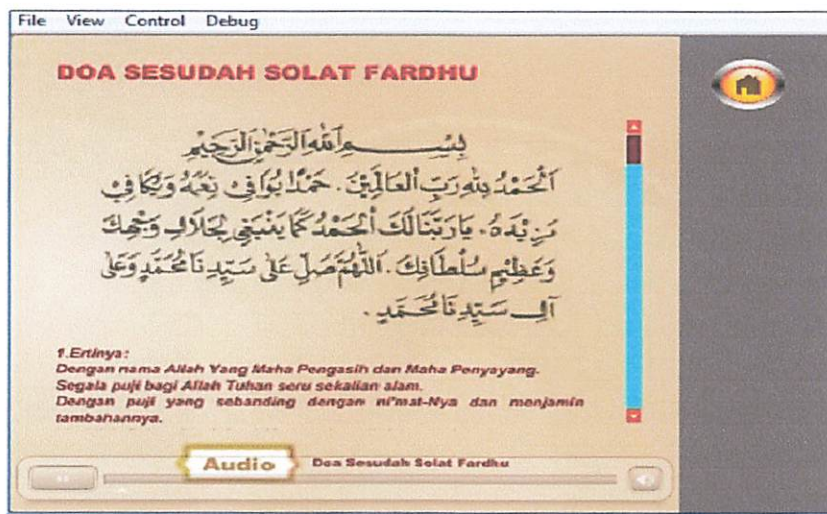 File View Control Debug
DOA SESUDAH SOLAT FARDHU
بِسْمِ اللهِ الرَّحْمٰنِ الرَّحِيْمِ
اَلْحَمْدُ لِلّٰهِ رَبِّ الْعَالَمِيْنَ . حَمْدًا يُوَافِيْ نِعَمَهُ وَيُكَافِئُ
مَزِيْدَهُ . يَارَبَّنَا لَكَ الْحَمْدُ كَمَا يَنْبَغِيْ لِجَلَالِ وَجْهِكَ
وَعَظِيْمِ سُلْطَانِكَ . اَللّٰهُمَّ صَلِّ عَلٰى سَيِّدِنَا مُحَمَّدٍ وَعَلٰى
آلِ سَيِّدِنَا مُحَمَّدٍ .
1.Ertinya:
Dengan nama Allah Yang Maha Pengasih dan Maha Penyayang.
Segala puji bagi Allah Tuhan seru sekalian alam.
Dengan puji yang sebanding dengan ni'mat-Nya dan menjamin
tambahannya.
Audio Doa Sesudah Solat Fardhu